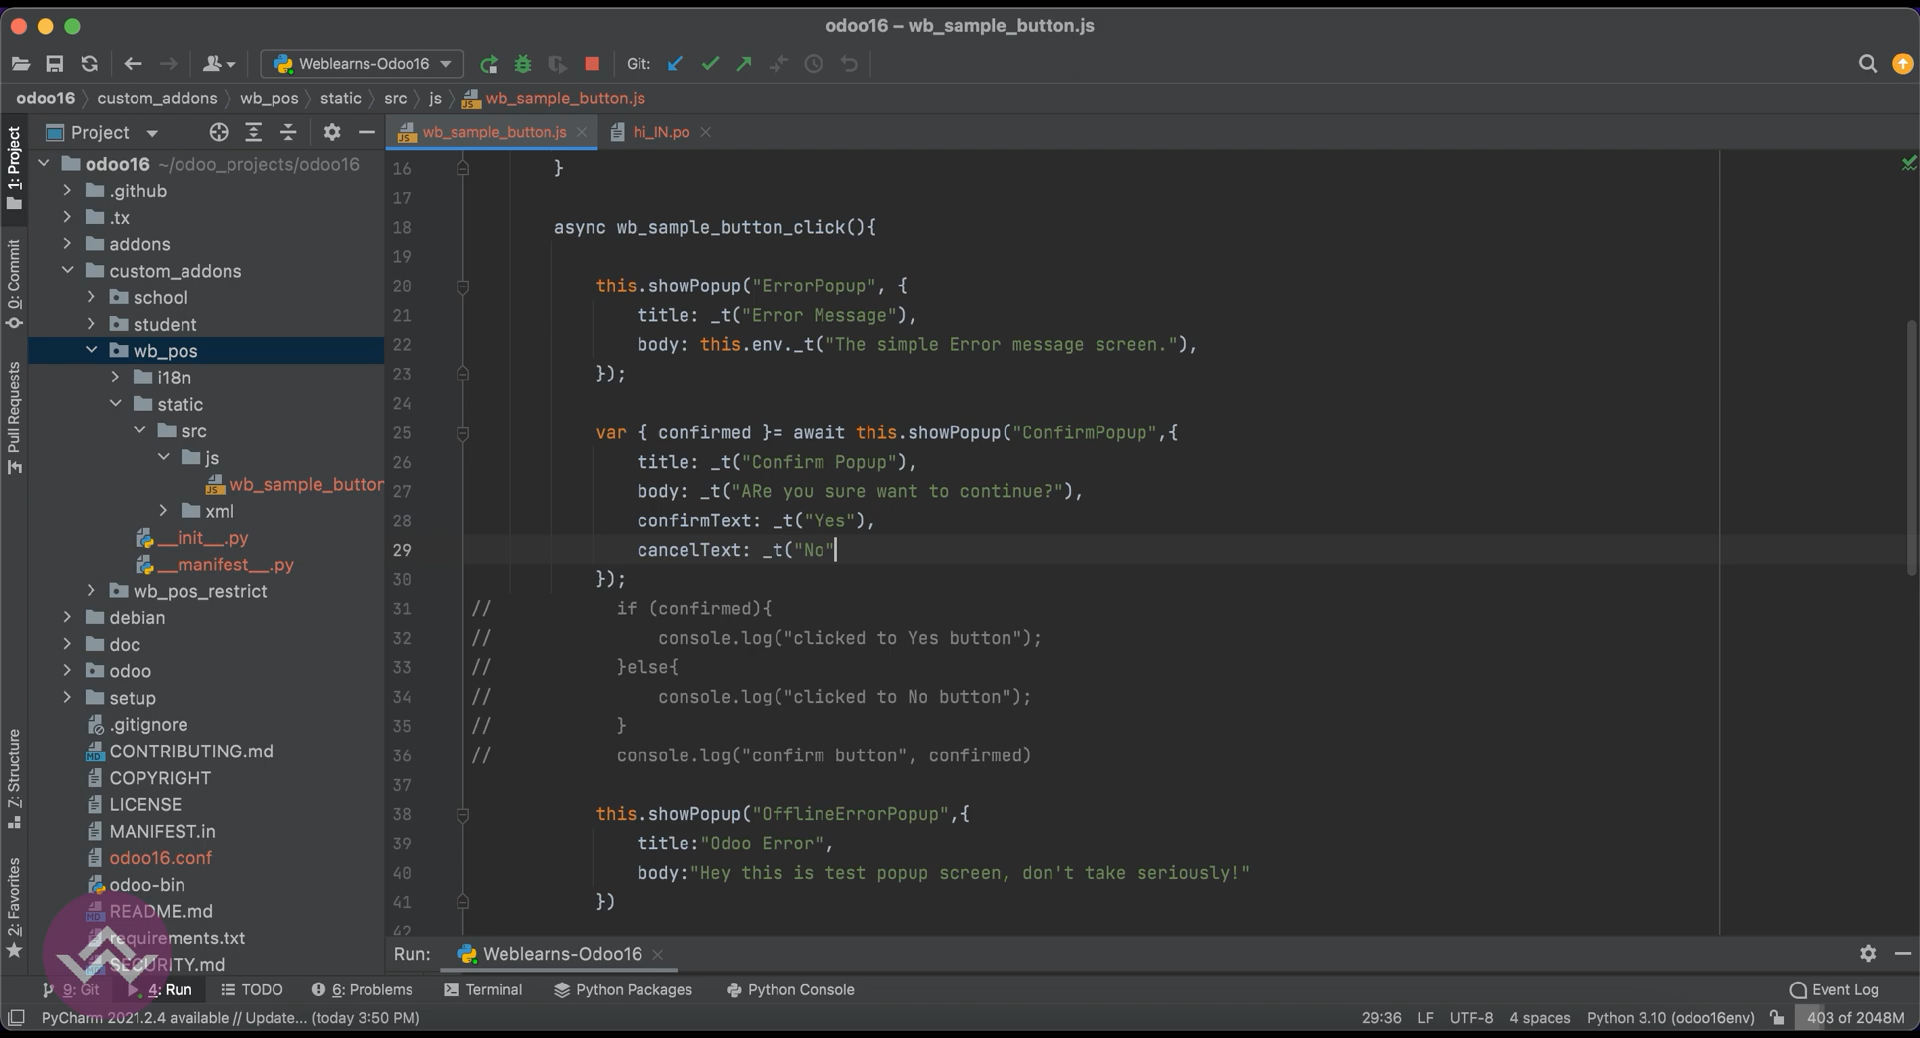 odoo16 – wb_sample_button.js
Weblearns-Odoo16
Git:
odoo16 custom_addons wb_pos static src js wb_sample_button.js
Project
wb_sample_button.js
hi_IN.po
1: Project
0: Commit
Pull Requests
7: Structure
2: Favorites
odoo16 ~/odoo_projects/odoo16
.github
.tx
addons
custom_addons
school
student
wb_pos
i18n
static
src
js
wb_sample_button
xml
__init__.py
__manifest__.py
wb_pos_restrict
debian
doc
odoo
setup
.gitignore
CONTRIBUTING.md
COPYRIGHT
LICENSE
MANIFEST.in
odoo16.conf
odoo-bin
README.md
requirements.txt
SECURITY.md
16 }
17
18 async wb_sample_button_click(){
19
20 this.showPopup("ErrorPopup", {
21 title: _t("Error Message"),
22 body: this.env._t("The simple Error message screen."),
23 });
24
25 var { confirmed }= await this.showPopup("ConfirmPopup",{
26 title: _t("Confirm Popup"),
27 body: _t("ARe you sure want to continue?"),
28 confirmText: _t("Yes"),
29 cancelText: _t("No"
30 });
31 // if (confirmed){
32 // console.log("clicked to Yes button");
33 // }else{
34 // console.log("clicked to No button");
35 // }
36 // console.log("confirm button", confirmed)
37
38 this.showPopup("OfflineErrorPopup",{
39 title:"Odoo Error",
40 body:"Hey this is test popup screen, don't take seriously!"
41 })
42
Run: Weblearns-Odoo16
9: Git 4: Run TODO 6: Problems Terminal Python Packages Python Console Event Log
PyCharm 2021.2.4 available // Update... (today 3:50 PM) 29:36 LF UTF-8 4 spaces Python 3.10 (odoo16env) 403 of 2048M